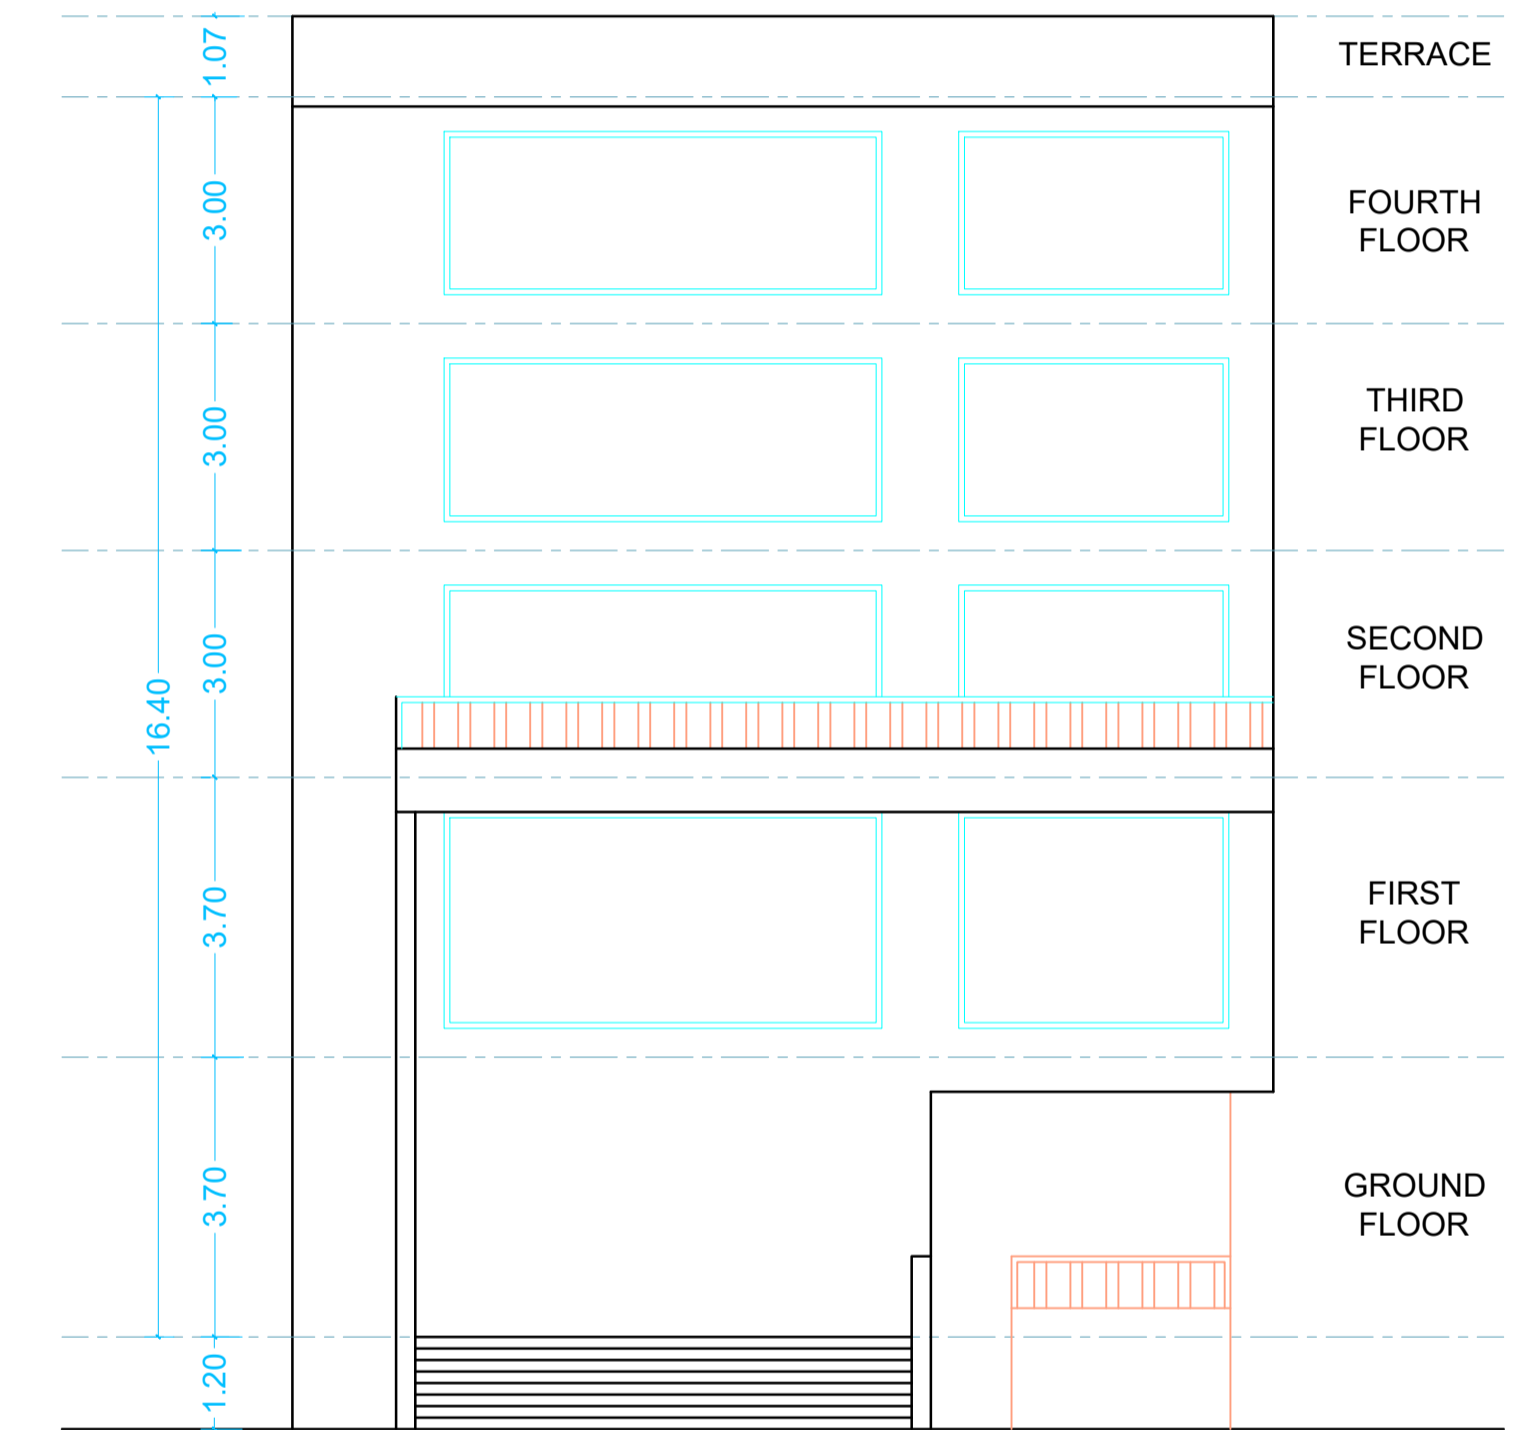 1.07
TERRACE
3.00
FOURTH
FLOOR
3.00
THIRD
FLOOR
3.00
SECOND
FLOOR
16.40
3.70
FIRST
FLOOR
3.70
GROUND
FLOOR
1.20